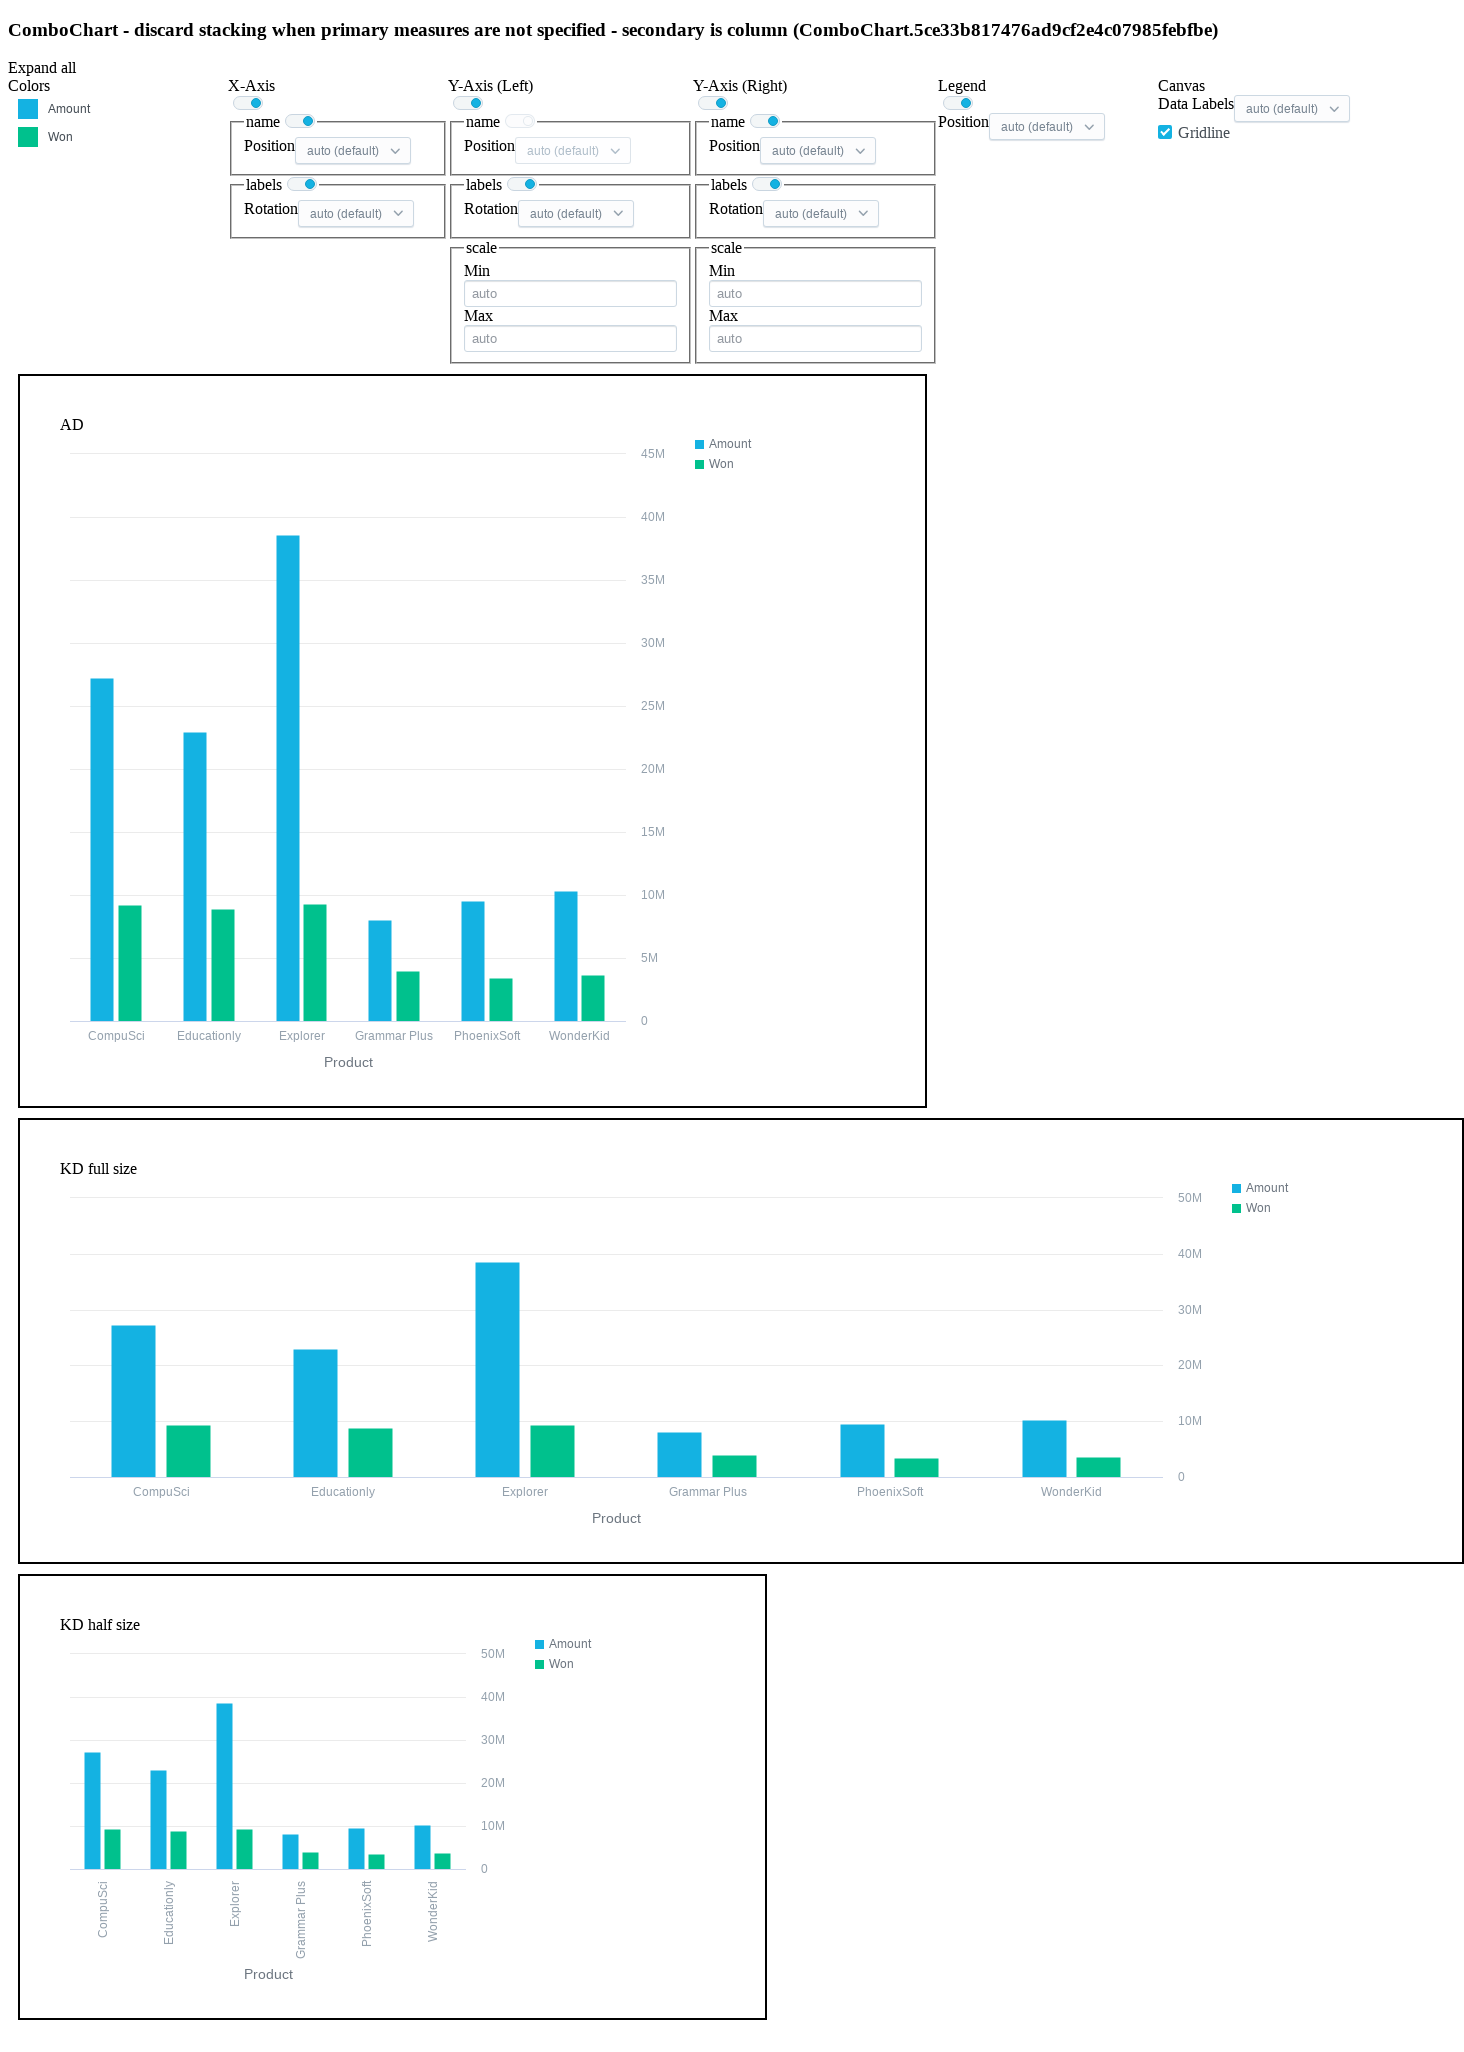 ComboChart - discard stacking when primary measures are not specified - secondary is column (ComboChart.5ce33b817476ad9cf2e4c07985febfbe)
Expand all
Colors
Amount
Won
X-Axis
name
Position auto (default)
labels
Rotation auto (default)
Y-Axis (Left)
name
Position auto (default)
labels
Rotation auto (default)
scale
Min
auto
Max
auto
Y-Axis (Right)
name
Position auto (default)
labels
Rotation auto (default)
scale
Min
auto
Max
auto
Legend
Position auto (default)
Canvas
Data Labels auto (default)
Gridline
AD
45M
40M
35M
30M
25M
20M
15M
10M
5M
0
Amount
Won
CompuSci Educationly Explorer Grammar Plus PhoenixSoft WonderKid
Product
KD full size
50M
40M
30M
20M
10M
0
Amount
Won
CompuSci Educationly Explorer Grammar Plus PhoenixSoft WonderKid
Product
KD half size
50M
40M
30M
20M
10M
0
Amount
Won
CompuSci
Educationly
Explorer
Grammar Plus
PhoenixSoft
WonderKid
Product